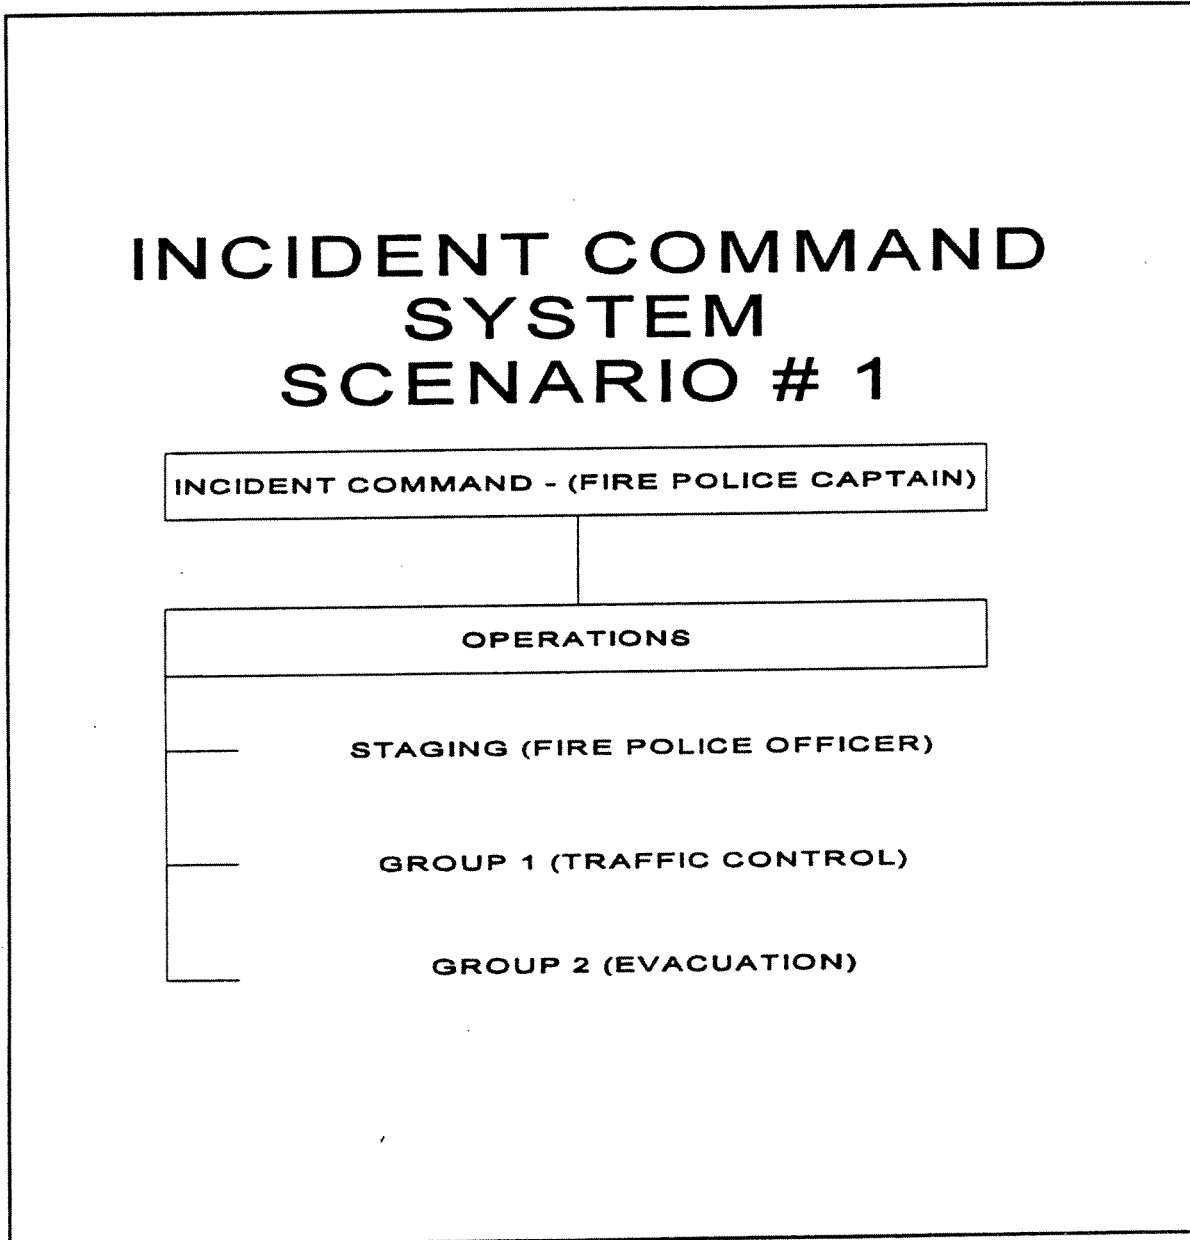 INCIDENT COMMAND
SYSTEM
SCENARIO # 1
INCIDENT COMMAND - (FIRE POLICE CAPTAIN)
OPERATIONS
STAGING (FIRE POLICE OFFICER)
GROUP 1 (TRAFFIC CONTROL)
GROUP 2 (EVACUATION)